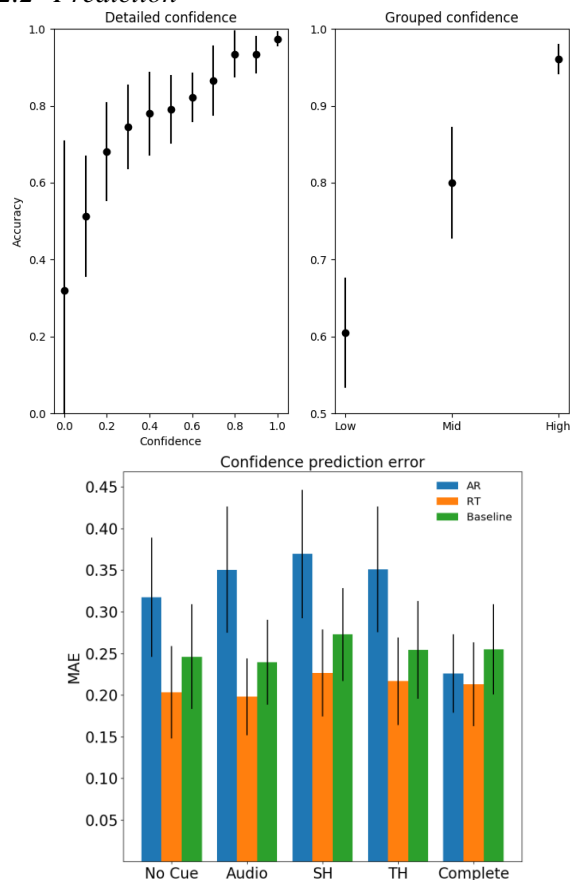 2.2 Prediction
Detailed confidence
Grouped confidence
1.0
0.8
0.6
0.4
0.2
0.0
Accuracy
0.0 0.2 0.4 0.6 0.8 1.0
Confidence
1.0
0.9
0.8
0.7
0.6
0.5
Low Mid High
Confidence prediction error
AR
RT
Baseline
0.45
0.40
0.35
0.30
0.25
0.20
0.15
0.10
0.05
MAE
No Cue Audio SH TH Complete